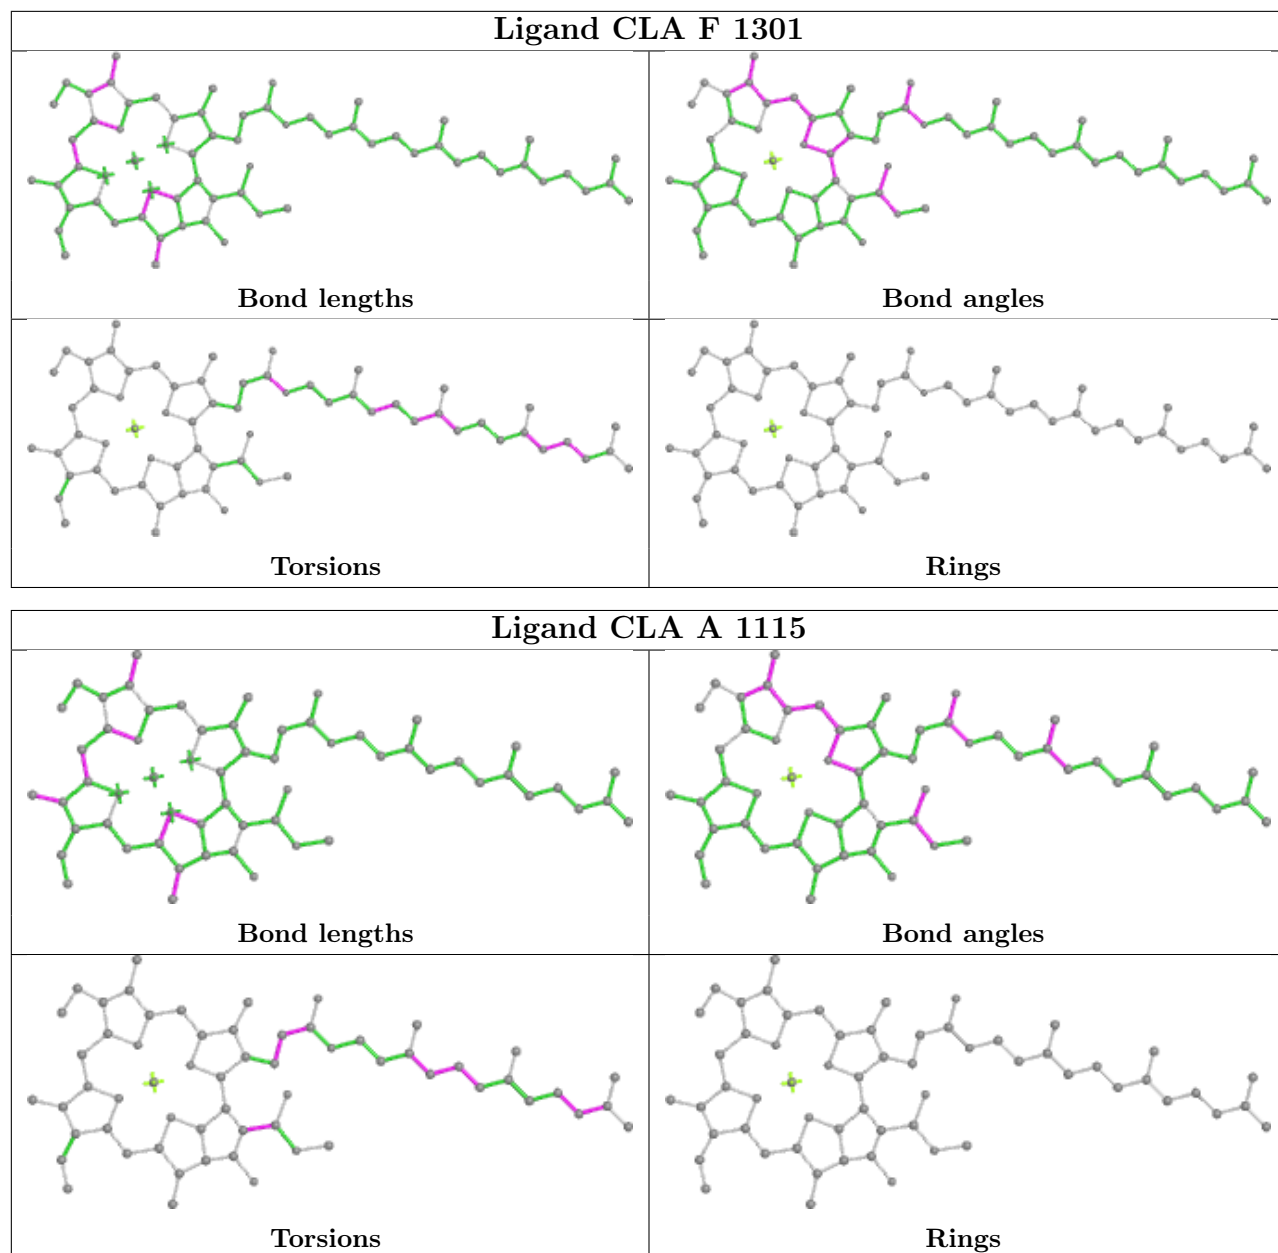 Ligand CLA F 1301
Bond lengths
Bond angles
Torsions
Rings
Ligand CLA A 1115
Bond lengths
Bond angles
Torsions
Rings